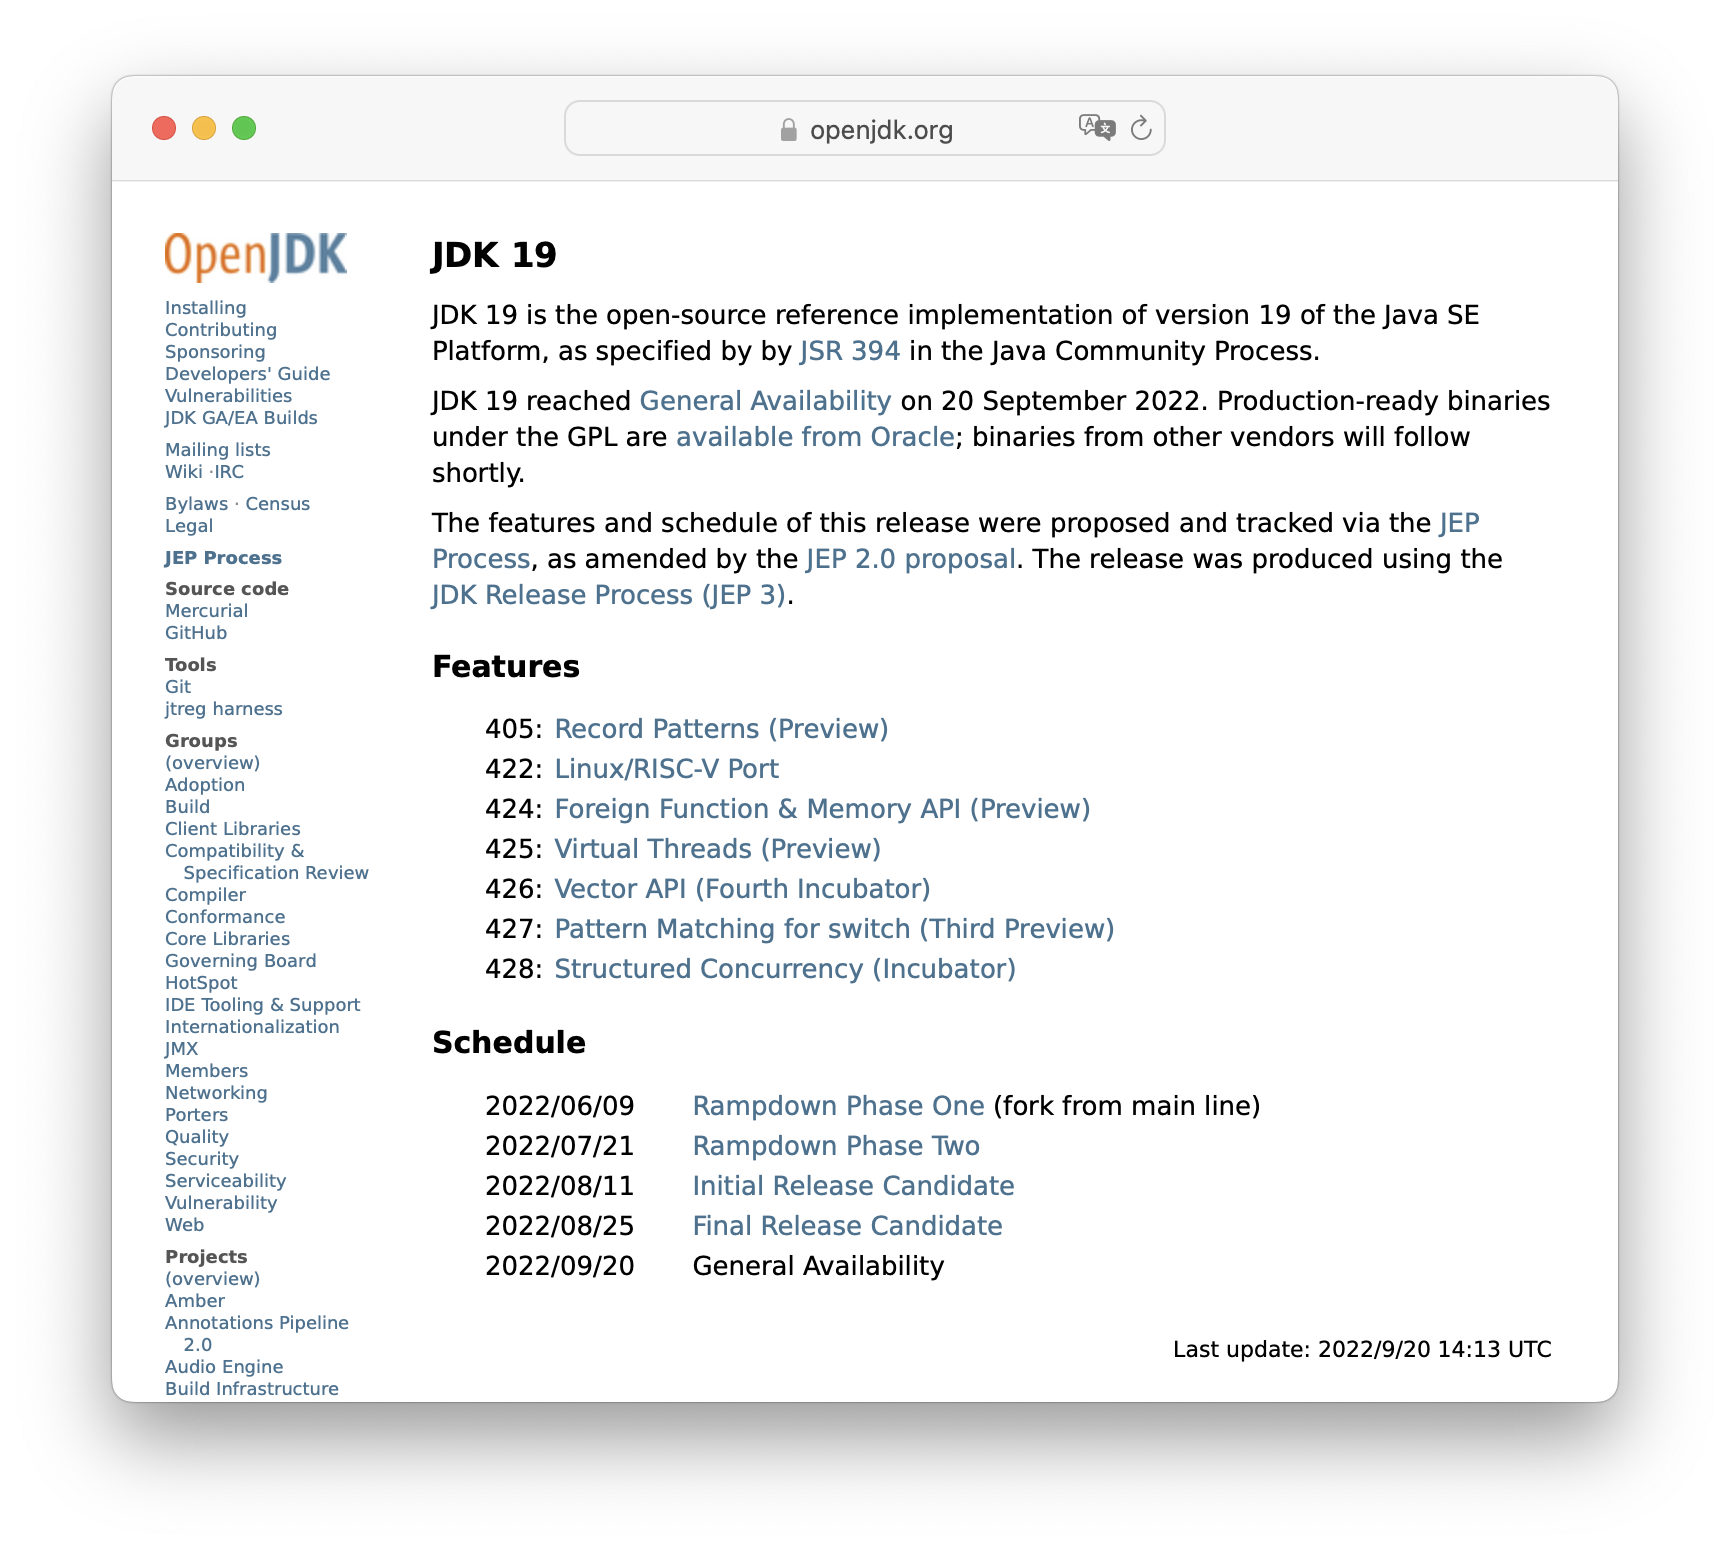 openjdk.org
OpenJDK
Installing
Contributing
Sponsoring
Developers' Guide
Vulnerabilities
JDK GA/EA Builds
Mailing lists
Wiki ·IRC
Bylaws · Census
Legal
JEP Process
Source code
Mercurial
GitHub
Tools
Git
jtreg harness
Groups
(overview)
Adoption
Build
Client Libraries
Compatibility &
Specification Review
Compiler
Conformance
Core Libraries
Governing Board
HotSpot
IDE Tooling & Support
Internationalization
JMX
Members
Networking
Porters
Quality
Security
Serviceability
Vulnerability
Web
Projects
(overview)
Amber
Annotations Pipeline
2.0
Audio Engine
Build Infrastructure
JDK 19
JDK 19 is the open-source reference implementation of version 19 of the Java SE
Platform, as specified by by JSR 394 in the Java Community Process.
JDK 19 reached General Availability on 20 September 2022. Production-ready binaries
under the GPL are available from Oracle; binaries from other vendors will follow
shortly.
The features and schedule of this release were proposed and tracked via the JEP
Process, as amended by the JEP 2.0 proposal. The release was produced using the
JDK Release Process (JEP 3).
Features
405: Record Patterns (Preview)
422: Linux/RISC-V Port
424: Foreign Function & Memory API (Preview)
425: Virtual Threads (Preview)
426: Vector API (Fourth Incubator)
427: Pattern Matching for switch (Third Preview)
428: Structured Concurrency (Incubator)
Schedule
2022/06/09 Rampdown Phase One (fork from main line)
2022/07/21 Rampdown Phase Two
2022/08/11 Initial Release Candidate
2022/08/25 Final Release Candidate
2022/09/20 General Availability
Last update: 2022/9/20 14:13 UTC